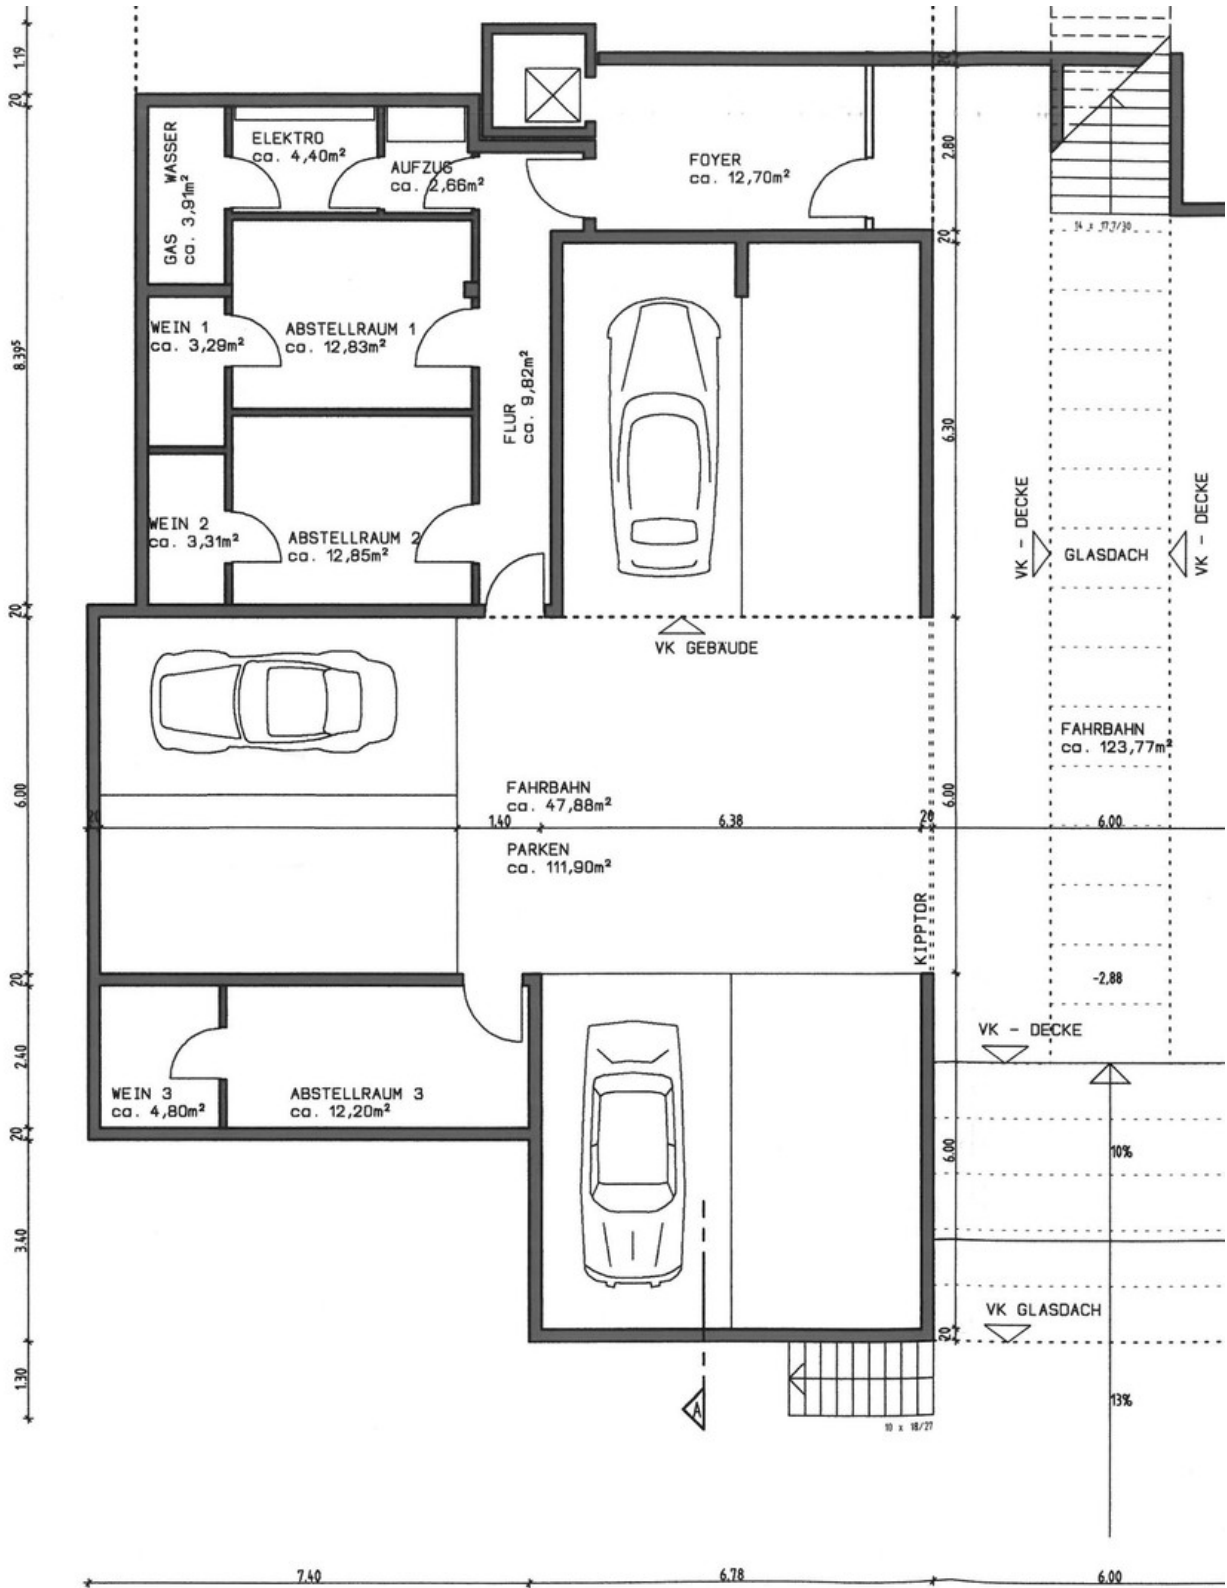 1.19
20
8.395
20
6.00
20
2.40
20
3.40
1.30
GAS WASSER
ca. 3,91m²
ELEKTRO
ca. 4,40m²
AUFZUG
ca. 2,66m²
FOYER
ca. 12,70m²
20
2.80
20
14 x 17,7/30
WEIN 1
ca. 3,29m²
ABSTELLRAUM 1
ca. 12,83m²
FLUR
ca. 9,82m²
6.30
WEIN 2
ca. 3,31m²
ABSTELLRAUM 2
ca. 12,85m²
VK - DECKE
GLASDACH
VK - DECKE
VK GEBÄUDE
FAHRBAHN
ca. 123,77m²
FAHRBAHN
ca. 47,88m²
6.00
20
1.40
6.38
20
6.00
PARKEN
ca. 111,90m²
KIPPTOR
-2,88
VK - DECKE
WEIN 3
ca. 4,80m²
ABSTELLRAUM 3
ca. 12,20m²
6.00
10%
VK GLASDACH
20
A
13%
10 x 18/27
7.40
6.78
6.00